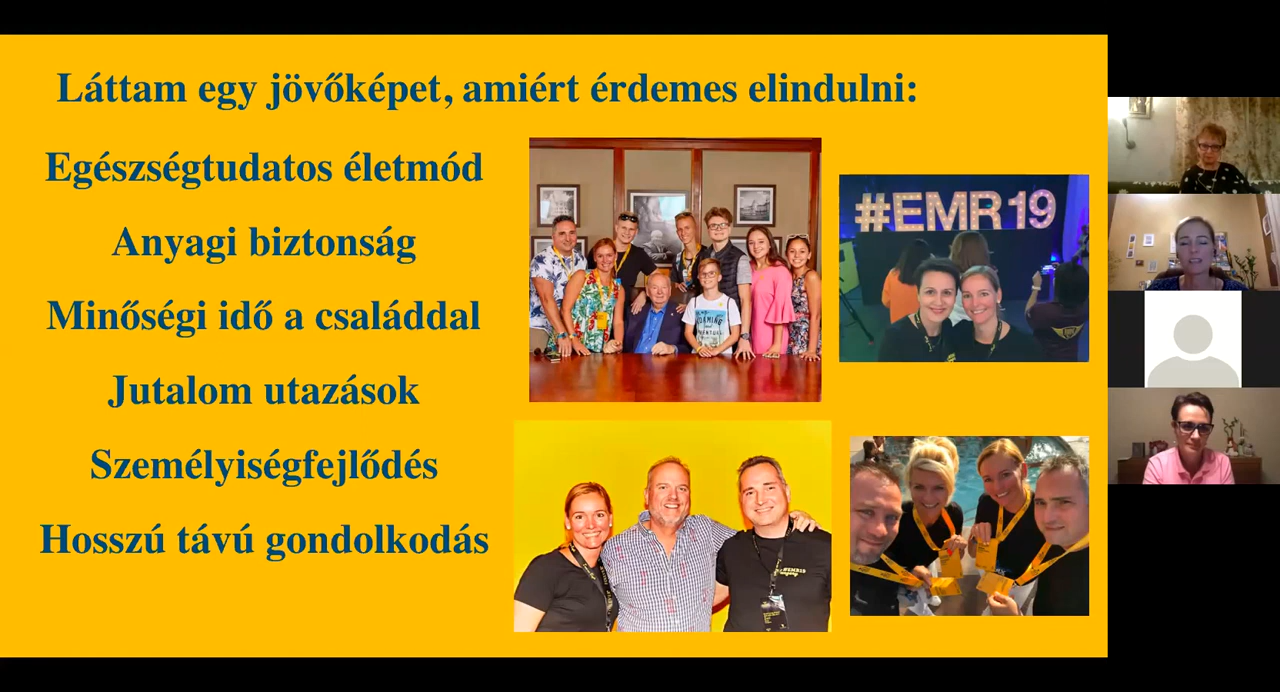 Láttam egy jövőképet, amiért érdemes elindulni:
Egészségtudatos életmód
Anyagi biztonság
Minőségi idő a családdal
Jutalom utazások
Személyiségfejlődés
Hosszú távú gondolkodás
#EMR19